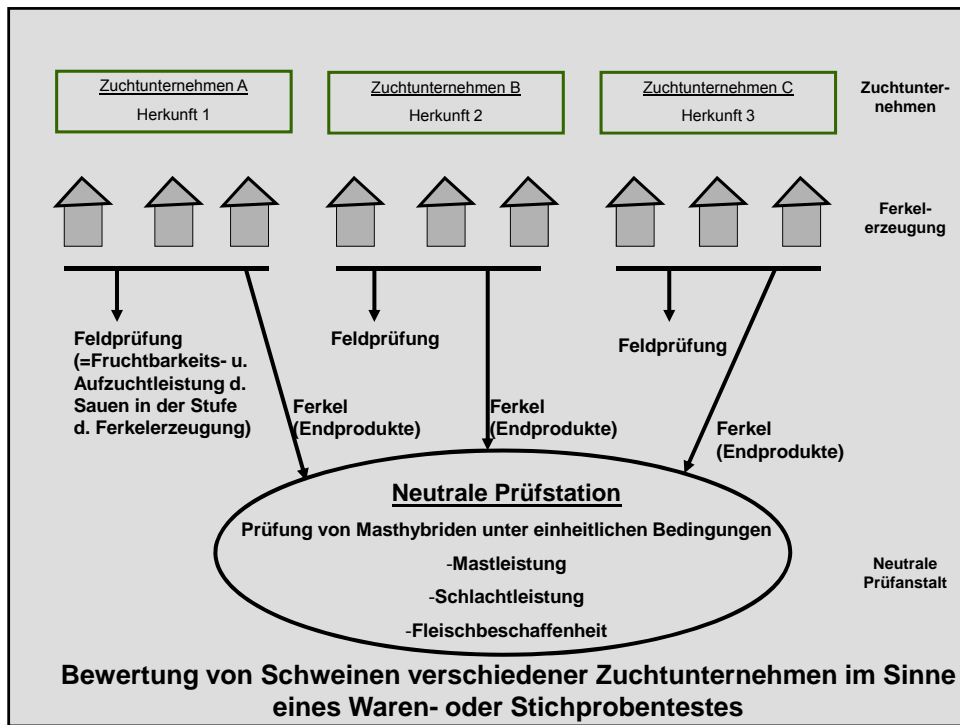 Zuchtunternehmen A
Herkunft 1
Zuchtunternehmen B
Herkunft 2
Zuchtunternehmen C
Herkunft 3
Zuchtunter-
nehmen
Ferkel-
erzeugung
Feldprüfung
(=Fruchtbarkeits- u.
Aufzuchtleistung d.
Sauen in der Stufe
d. Ferkelerzeugung)
Feldprüfung
Feldprüfung
Ferkel
(Endprodukte)
Ferkel
(Endprodukte)
Ferkel
(Endprodukte)
Neutrale Prüfstation
Prüfung von Masthybriden unter einheitlichen Bedingungen
-Mastleistung
-Schlachtleistung
-Fleischbeschaffenheit
Neutrale
Prüfanstalt
Bewertung von Schweinen verschiedener Zuchtunternehmen im Sinne
eines Waren- oder Stichprobentestes